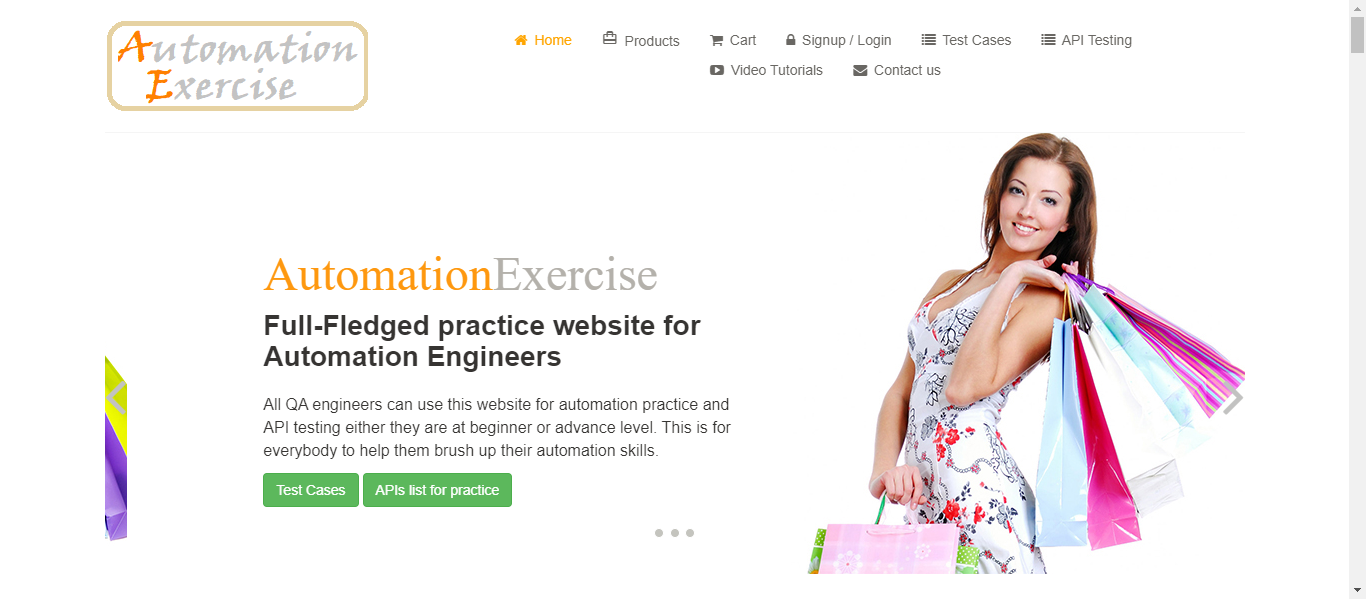 Automation
Exercise
Home Products Cart Signup / Login Test Cases API Testing
Video Tutorials Contact us
AutomationExercise
Full-Fledged practice website for
Automation Engineers
All QA engineers can use this website for automation practice and
API testing either they are at beginner or advance level. This is for
everybody to help them brush up their automation skills.
Test Cases APIs list for practice